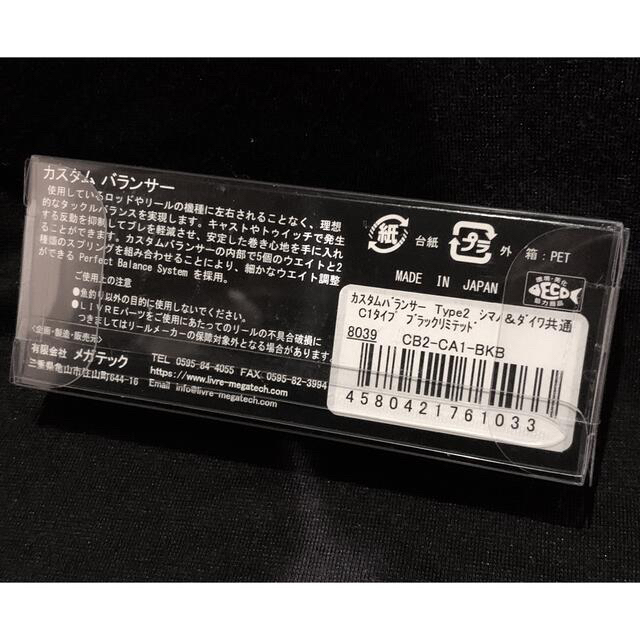 カスタム バランサー
使用しているロッドやリールの機種に左右されることなく、理想
的なタックルバランスを実現します。キャストやトゥイッチで発生
する反動を抑制してブレを軽減させ、安定した巻き心地を手に入れ
ることができます。カスタムバランサーの内部で5個のウエイトと2
種類のスプリングを組み合わせることにより、細かなウエイト調整
ができる Perfect Balance System を採用。
ご使用上の注意
●魚釣り以外の目的に使用しないでください。
●LIVREパーツをご使用にあたってのリールの不具合破損に
つきましてはリールメーカーの保障対象外となる場合があります。
<企画・製造・販売元>
有限会社 メガテック
三重県亀山市住山町644-16
TEL 0595-84-4055 FAX 0595-82-3994
https://www.livre-megatech.com/
Email info@livre-megatech.com
紙 台紙 プラ 外 箱:PET
MADE IN JAPAN
環境・美化
FECO
協力商品
カスタムバランサー Type2 シマノ&ダイワ共通
C1タイプ ブラックリミテッド
8039 CB2-CA1-BKB
4580421761033